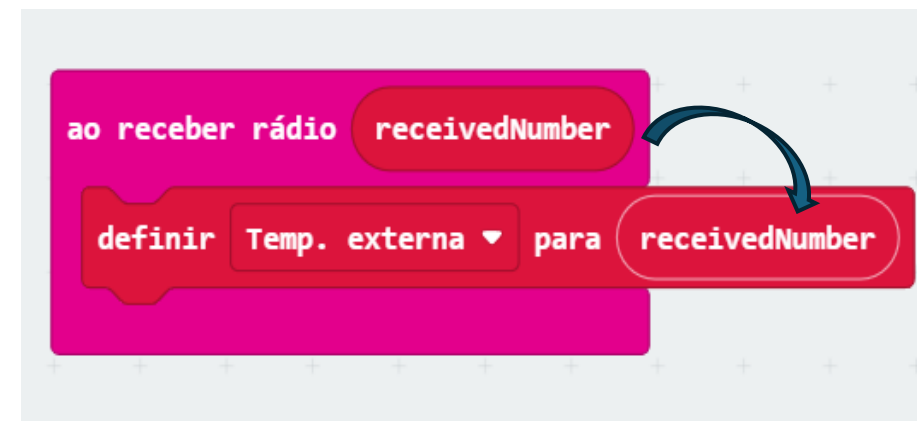 ao receber rádio receivedNumber
definir Temp. externa para receivedNumber